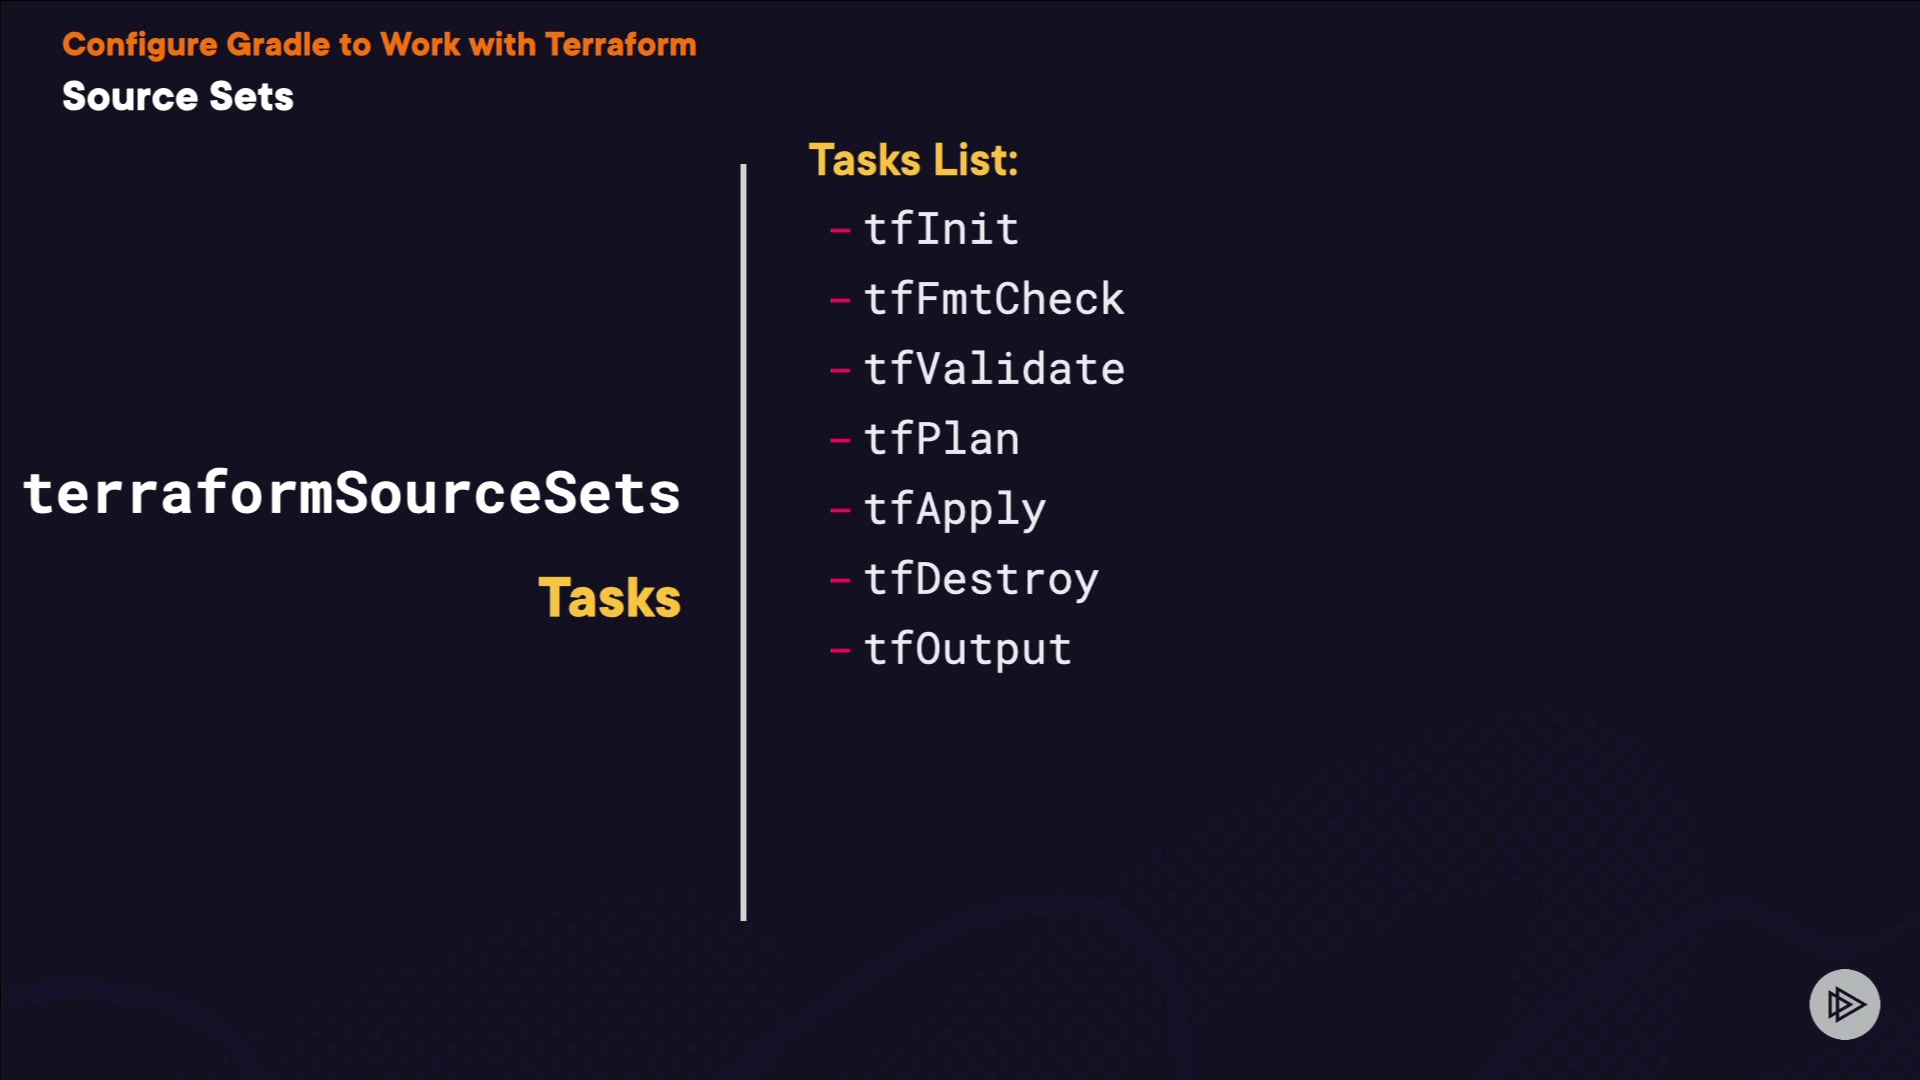 Configure Gradle to Work with Terraform
Source Sets
terraformSourceSets
Tasks
Tasks List:
– tfInit
– tfFmtCheck
– tfValidate
– tfPlan
– tfApply
– tfDestroy
– tfOutput